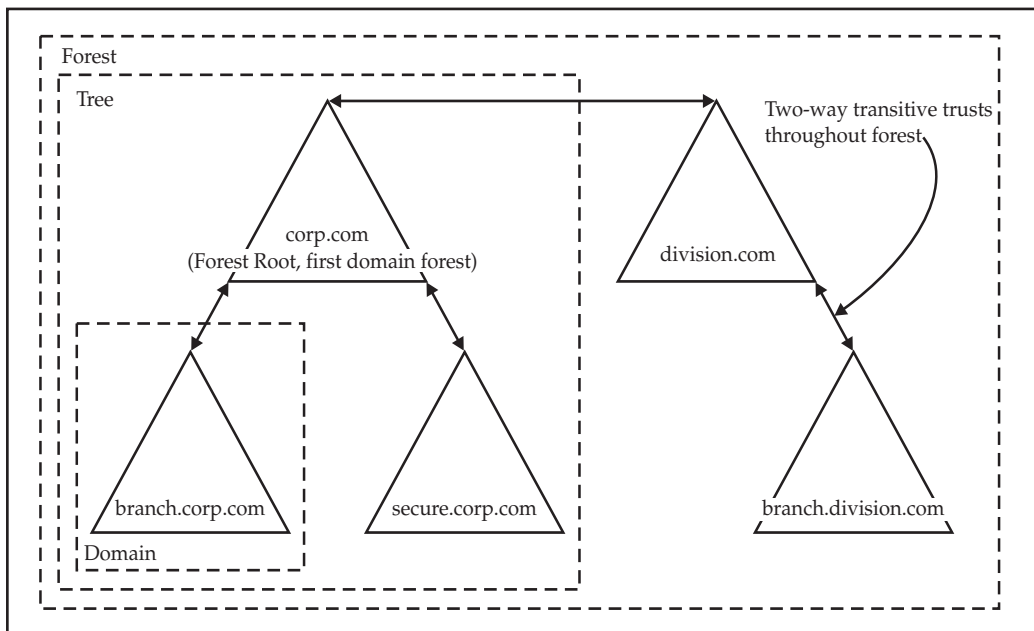 Forest
Tree
Two-way transitive trusts
throughout forest
corp.com
(Forest Root, first domain forest)
division.com
branch.corp.com
secure.corp.com
branch.division.com
Domain